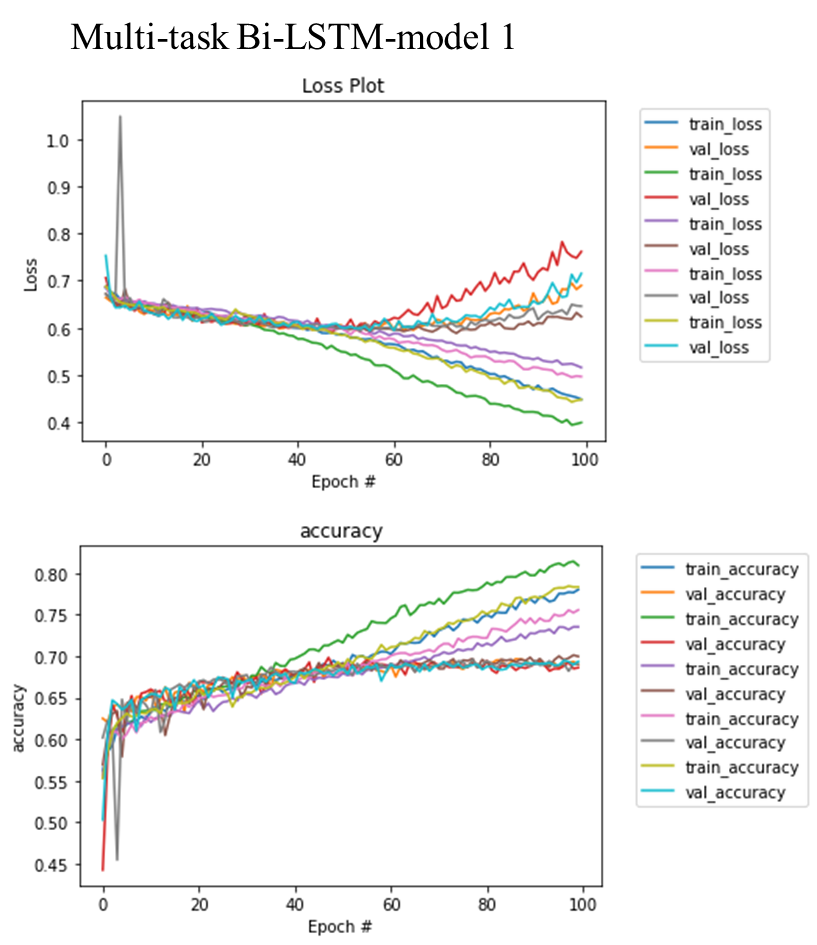 Multi-task Bi-LSTM-model 1
Loss Plot
1.0
0.9
0.8
0.7
0.6
0.5
0.4
Loss
0 20 40 60 80 100
Epoch #
train_loss
val_loss
train_loss
val_loss
train_loss
val_loss
train_loss
val_loss
train_loss
val_loss
accuracy
0.80
0.75
0.70
0.65
0.60
0.55
0.50
0.45
accuracy
0 20 40 60 80 100
Epoch #
train_accuracy
val_accuracy
train_accuracy
val_accuracy
train_accuracy
val_accuracy
train_accuracy
val_accuracy
train_accuracy
val_accuracy